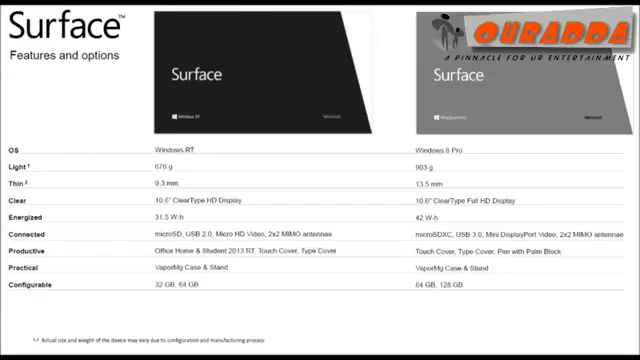 Surface™
OURADDA
A PINNACLE FOR UR ENTERTAINMENT
Features and options
Surface
Surface
Windows RT
Microsoft
Microsoft
OS Windows RT Windows 8 Pro
Light 1 676 g 903 g
Thin 2 9.3 mm 13.5 mm
Clear 10.6" ClearType HD Display 10.6" ClearType Full HD Display
Energized 31.5 W-h 42 W-h
Connected microSD, USB 2.0, Micro HD Video, 2x2 MIMO antennae microSDXC, USB 3.0, Mini DisplayPort Video, 2x2 MIMO antennae
Productive Office Home & Student 2013 RT, Touch Cover, Type Cover Touch Cover, Type Cover, Pen with Palm Block
Practical VaporMg Case & Stand VaporMg Case & Stand
Configurable 32 GB, 64 GB 64 GB, 128 GB
1,2 Actual size and weight of the device may vary due to configuration and manufacturing process